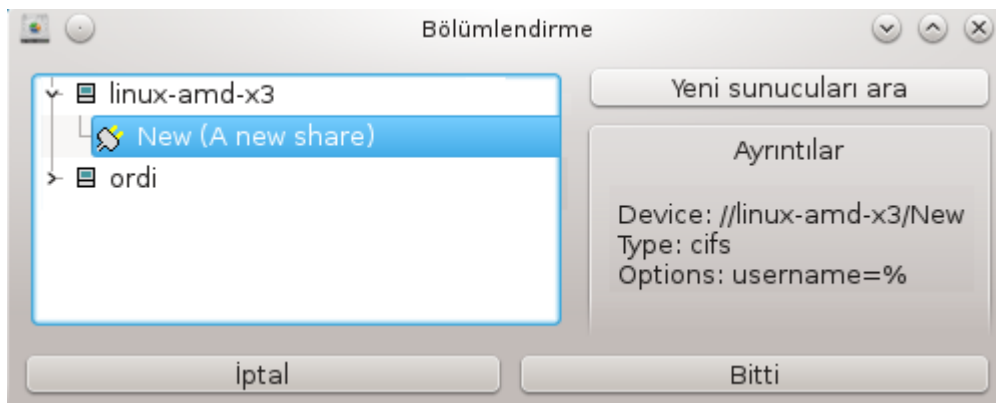 Bölümlendirme
linux-amd-x3
New (A new share)
ordi
Yeni sunucuları ara
Ayrıntılar
Device: //linux-amd-x3/New
Type: cifs
Options: username=%
İptal
Bitti